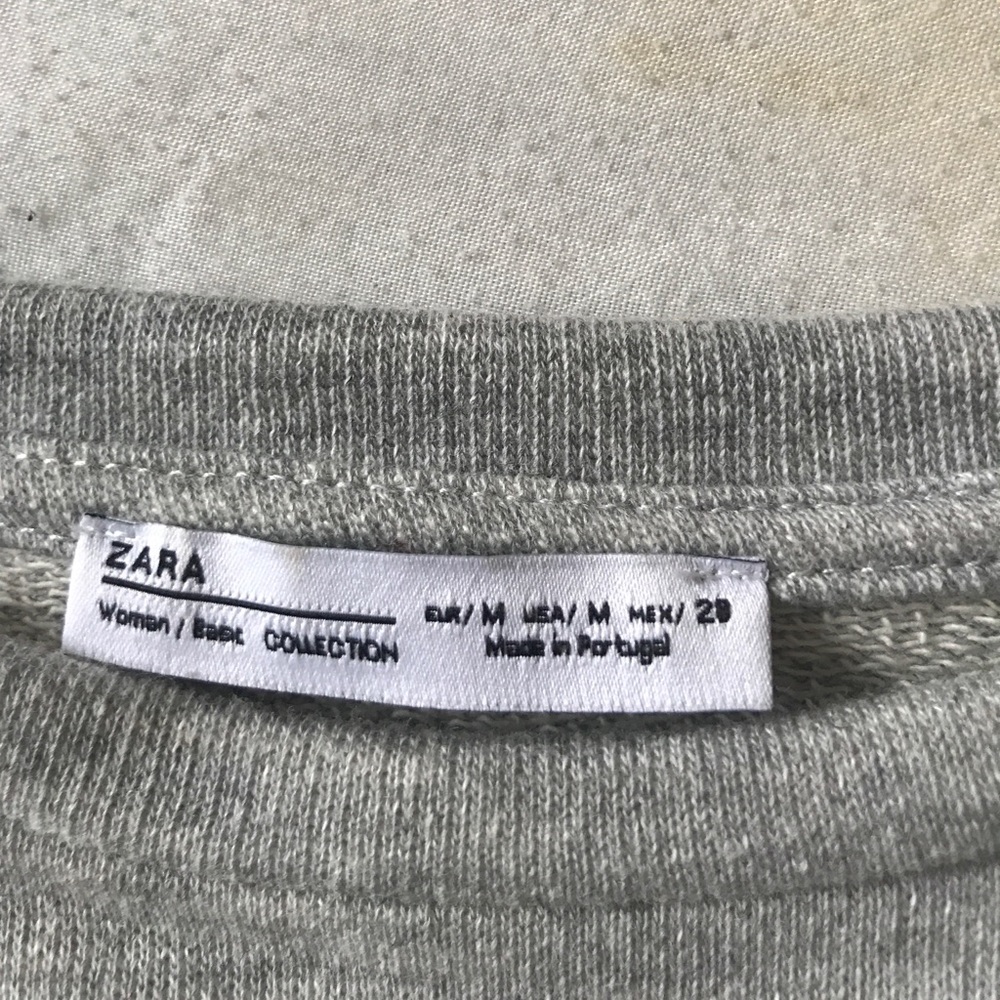 ZARA
Woman / Basic COLLECTION
EUR/ M USA/ M MEX/ 28
Made in Portugal